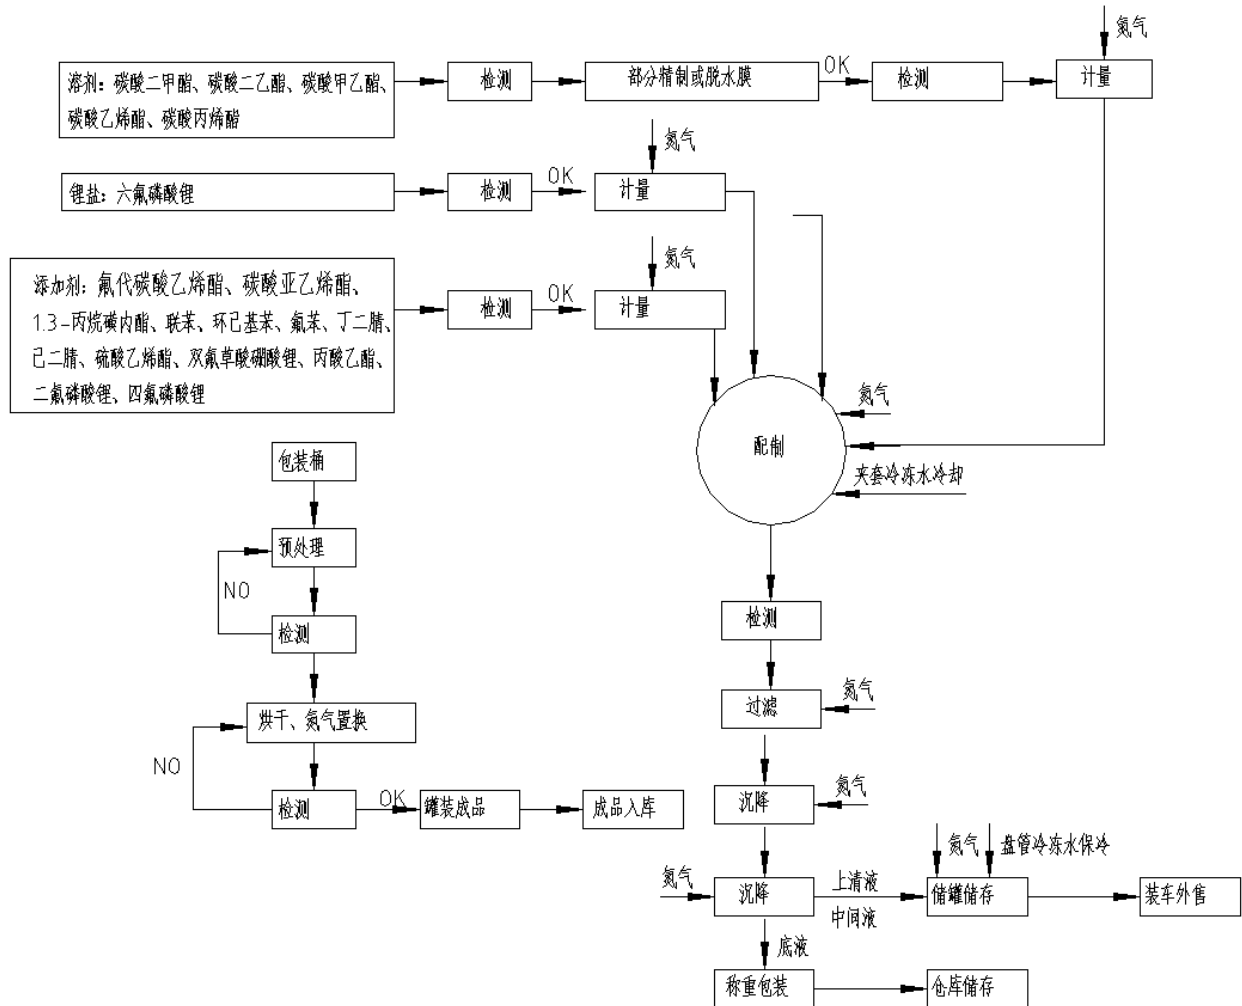 氮气
溶剂：碳酸二甲酯、碳酸二乙酯、碳酸甲乙酯、
碳酸乙烯酯、碳酸丙烯酯
检测
部分精制或脱水膜
OK
检测
计量
氮气
锂盐：六氟磷酸锂
检测
OK
计量
氮气
添加剂：氟代碳酸乙烯酯、碳酸亚乙烯酯、
1.3-丙烷磺内酯、联苯、环己基苯、氟苯、丁二腈、
己二腈、硫酸乙烯酯、双氟草酸硼酸锂、丙酸乙酯、
二氟磷酸锂、四氟磷酸锂
检测
OK
计量
氮气
配制
夹套冷冻水冷却
包装桶
预处理
NO
检测
检测
过滤
氮气
烘干、氮气置换
NO
检测
OK
罐装成品
成品入库
沉降
氮气
氮气
盘管冷冻水保冷
氮气
沉降
上清液
中间液
储罐储存
装车外售
底液
称重包装
仓库储存